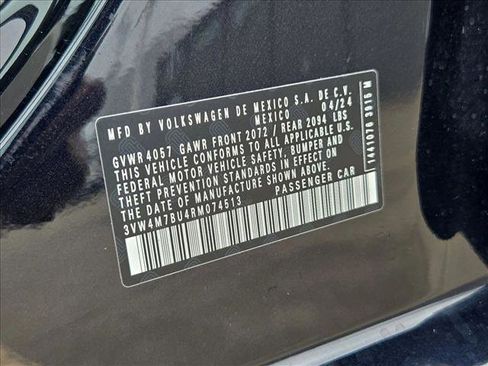 MFD BY VOLKSWAGEN DE MEXICO S.A. DE C.V.
MEXICO 04/24
GVWR 4057 GAWR FRONT 2072 / REAR 2094 LBS
THIS VEHICLE CONFORMS TO ALL APPLICABLE U.S.
FEDERAL MOTOR VEHICLE SAFETY, BUMPER AND
THEFT PREVENTION STANDARDS IN EFFECT ON
THE DATE OF MANUFACTURE SHOWN ABOVE.
3VW4M7BU4RM074513 PASSENGER CAR